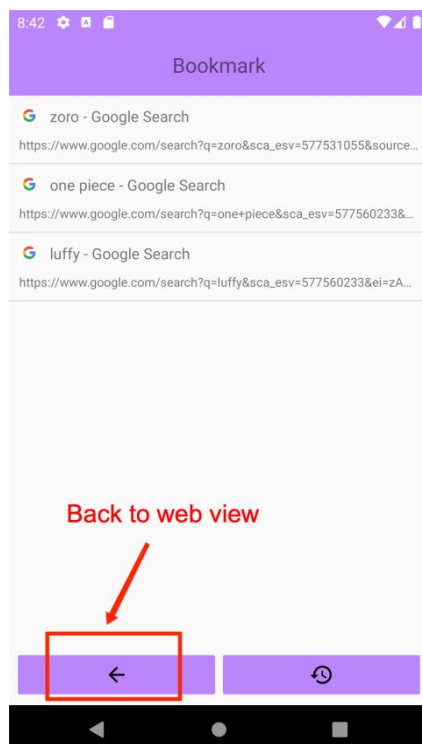 8:42
Bookmark
zoro - Google Search
https://www.google.com/search?q=zoro&sca_esv=577531055&source...
one piece - Google Search
https://www.google.com/search?q=one+piece&sca_esv=577560233&...
luffy - Google Search
https://www.google.com/search?q=luffy&sca_esv=577560233&ei=zA...
Back to web view